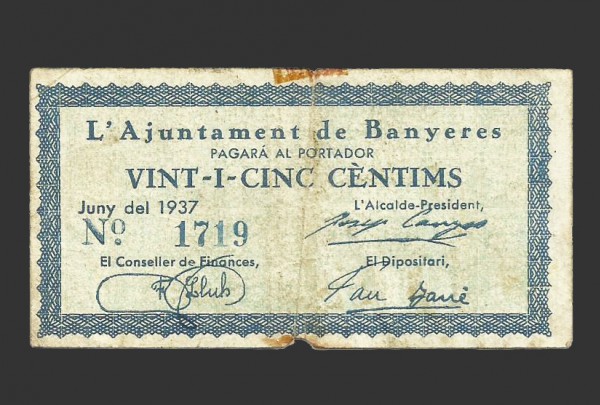 L'Ajuntament de Banyeres
PAGARÁ AL PORTADOR
VINT-I-CINC CÈNTIMS
Juny del 1937
L'Alcalde-President,
Nº 1719
El Conseller de Finances,
El Dipositari,
Pau